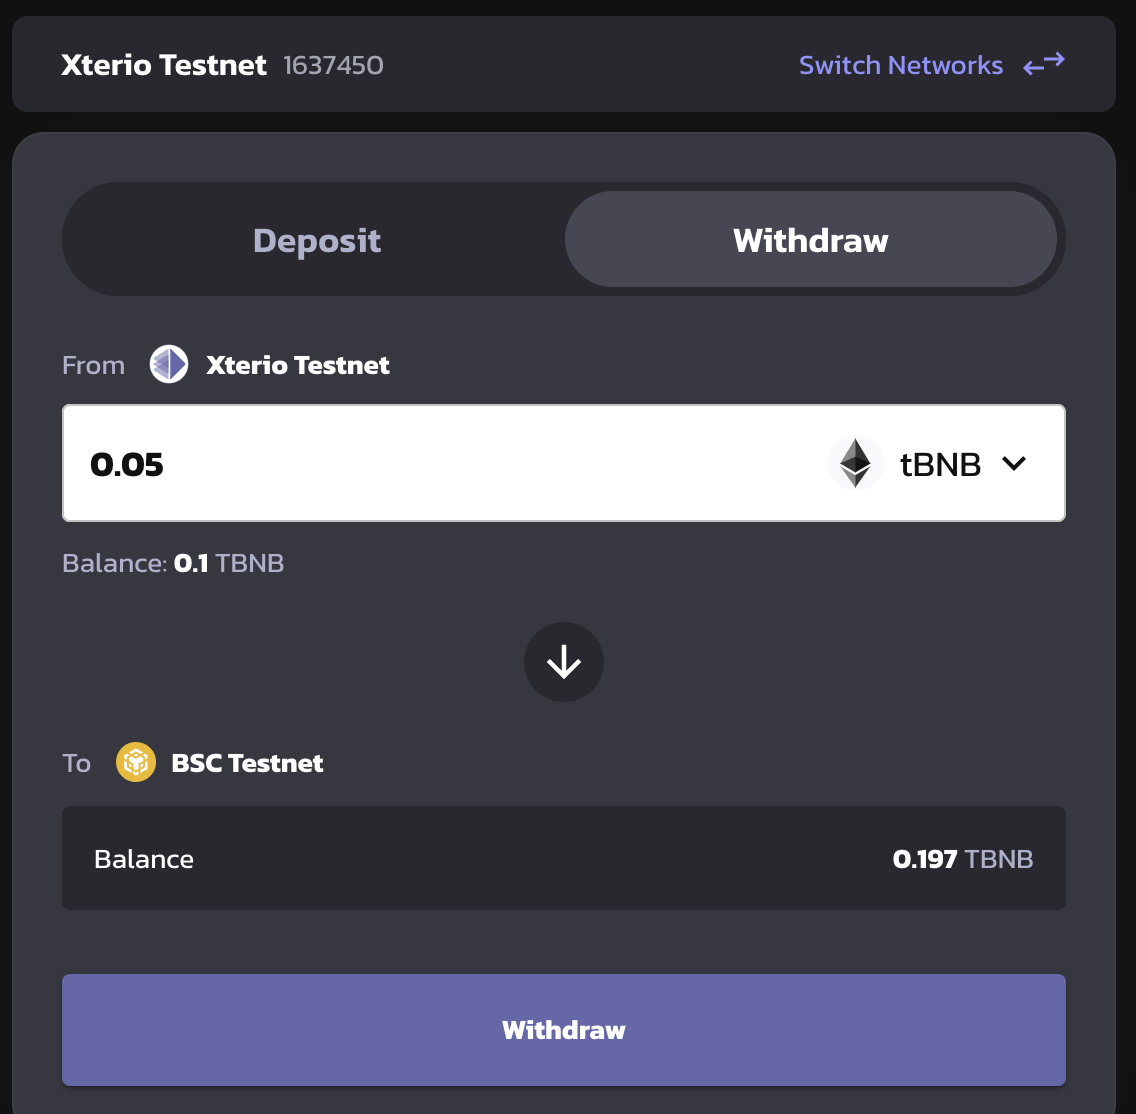 Xterio Testnet 1637450 Switch Networks
Deposit Withdraw
From Xterio Testnet
0.05 tBNB
Balance: 0.1 TBNB
To BSC Testnet
Balance 0.197 TBNB
Withdraw